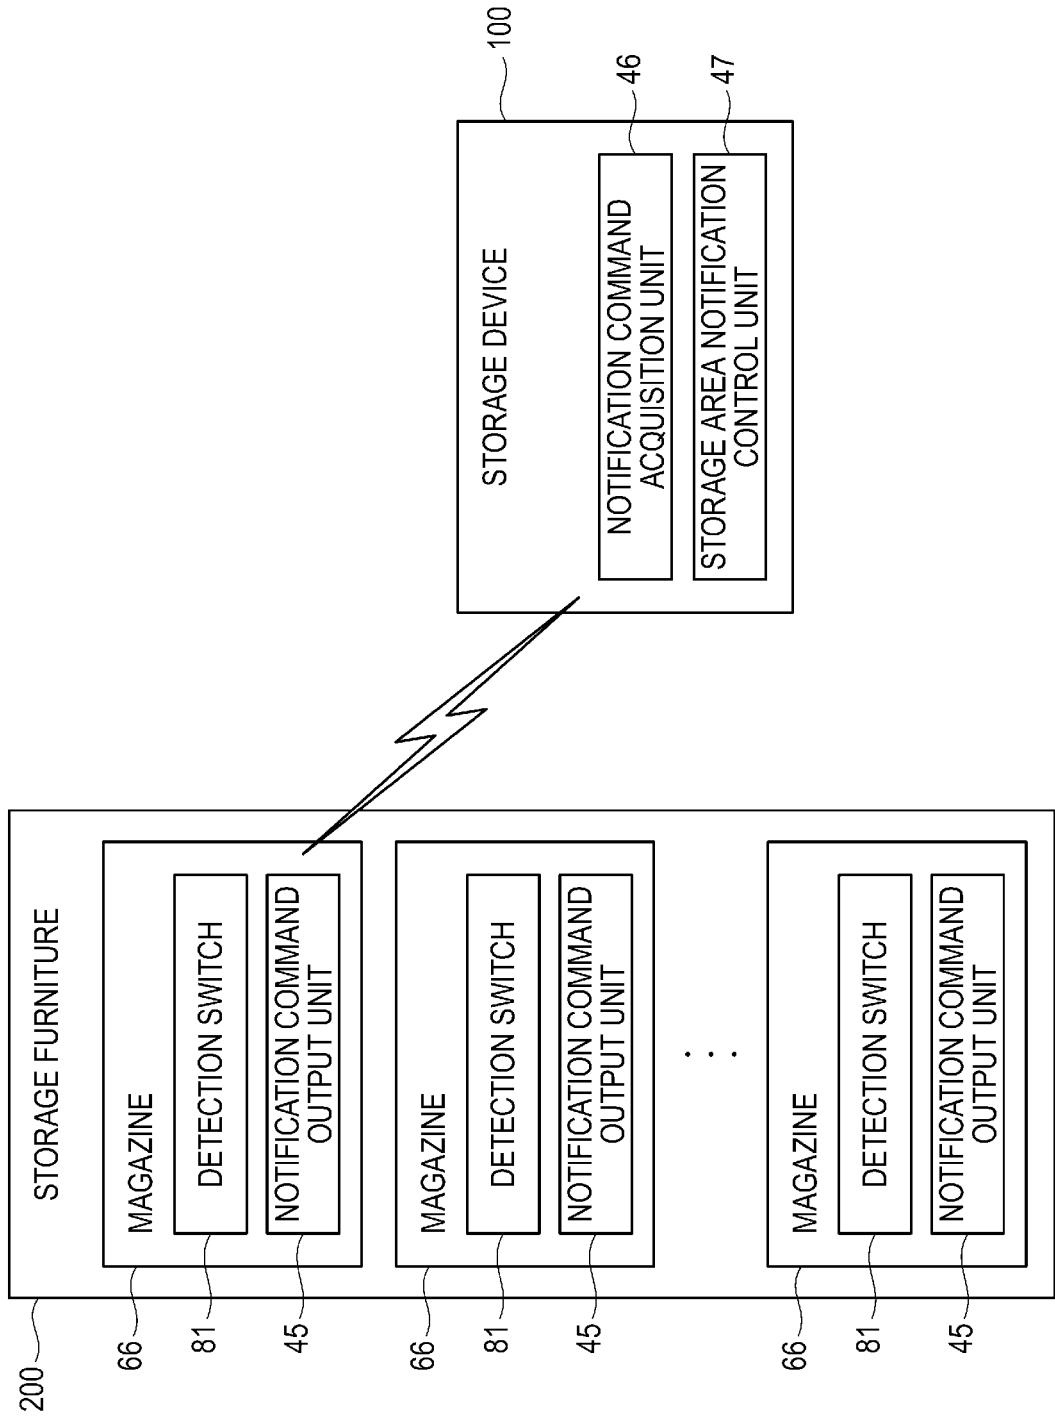 200
STORAGE FURNITURE
66
MAGAZINE
81
DETECTION SWITCH
45
NOTIFICATION COMMAND
OUTPUT UNIT
66
MAGAZINE
81
DETECTION SWITCH
45
NOTIFICATION COMMAND
OUTPUT UNIT
. . .
66
MAGAZINE
81
DETECTION SWITCH
45
NOTIFICATION COMMAND
OUTPUT UNIT
100
STORAGE DEVICE
46
NOTIFICATION COMMAND
ACQUISITION UNIT
47
STORAGE AREA NOTIFICATION
CONTROL UNIT